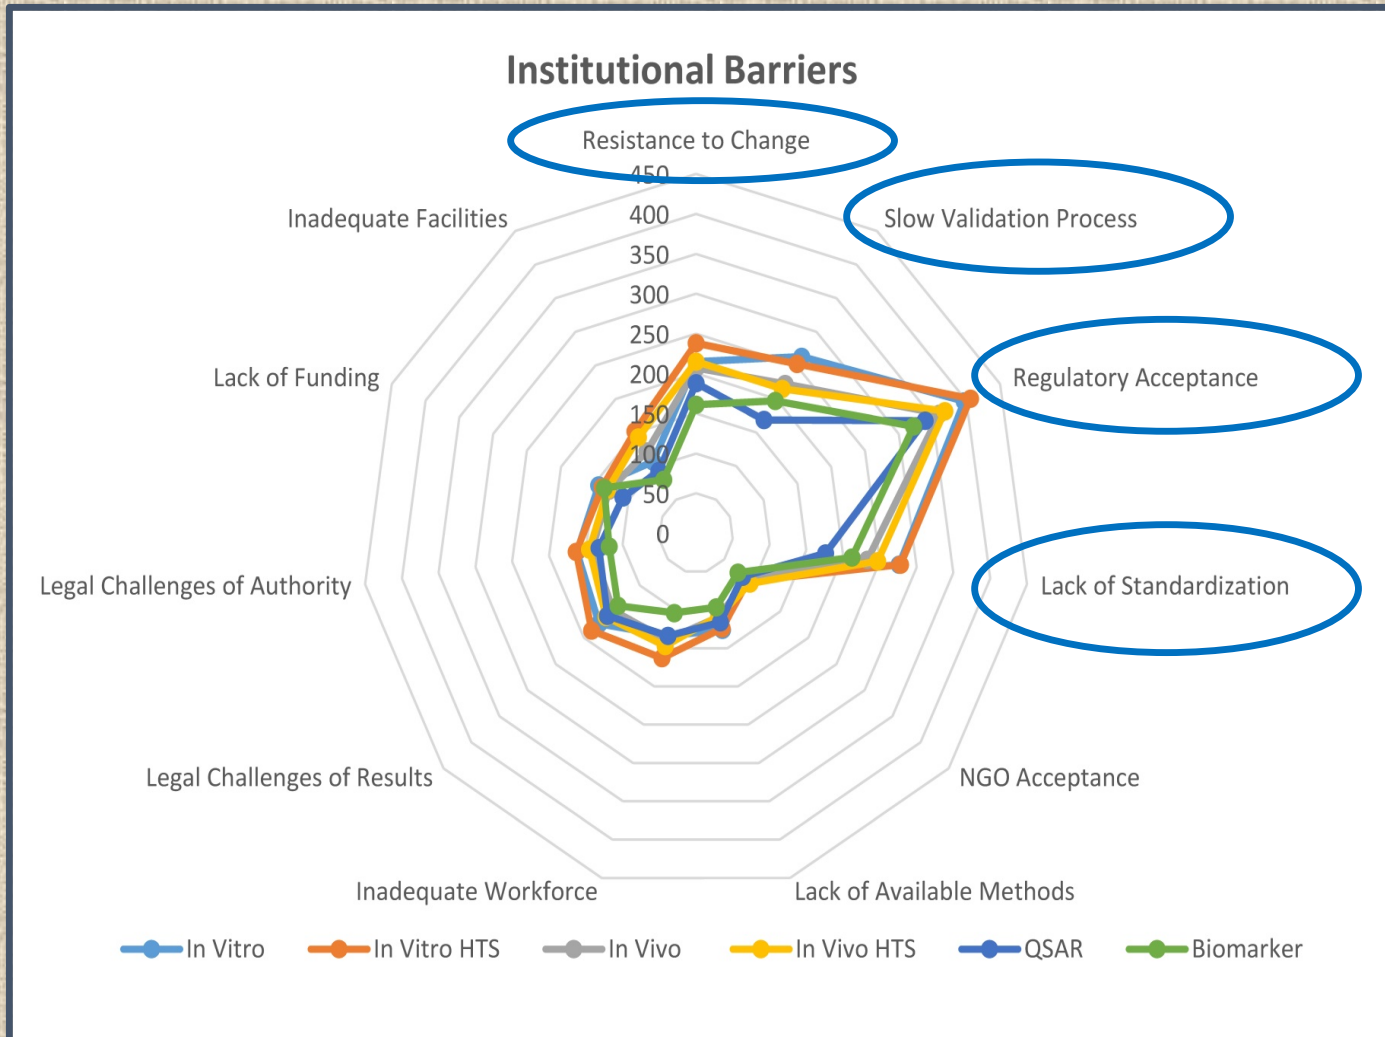 Institutional Barriers
Resistance to Change
450
Inadequate Facilities
400
Slow Validation Process
350
300
250
Lack of Funding
200
Regulatory Acceptance
150
100
50
0
Legal Challenges of Authority
Lack of Standardization
Legal Challenges of Results
NGO Acceptance
Inadequate Workforce
Lack of Available Methods
In Vitro
In Vitro HTS
In Vivo
In Vivo HTS
QSAR
Biomarker